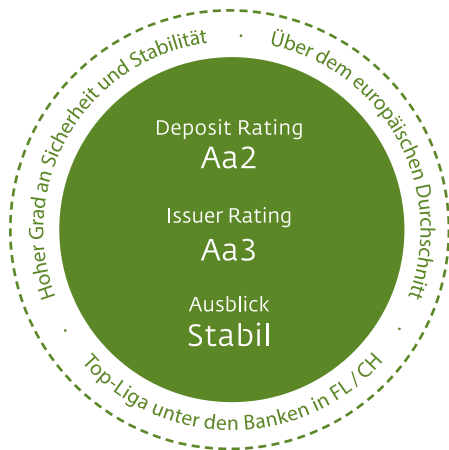 Hoher Grad an Sicherheit und Stabilität
·
Über dem europäischen Durchschnitt
·
Top-Liga unter den Banken in FL/CH
·
Deposit Rating
Aa2
Issuer Rating
Aa3
Ausblick
Stabil